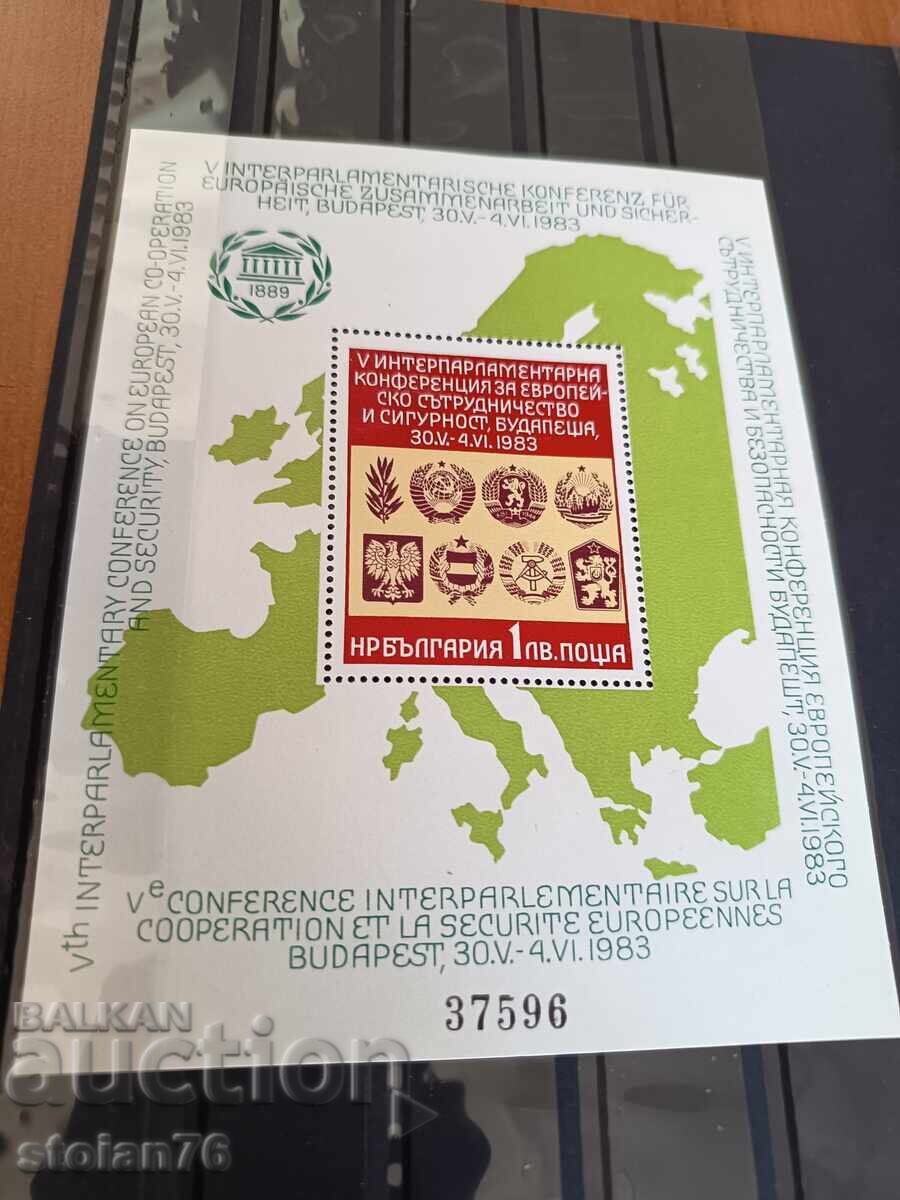 V INTERPARLAMENTARISCHE KONFERENZ FÜR
EUROPÄISCHE ZUSAMMENARBEIT UND SICHER-
HEIT, BUDAPEST, 30.V.-4.VI.1983
Vth INTERPARLAMENTARY CONFERENCE ON EUROPEAN CO-OPERATION
AND SECURITY, BUDAPEST, 30.V.-4.VI.1983
V ИНТЕРПАРЛАМЕНТАРНАЯ КОНФЕРЕНЦИЯ ЕВРОПЕЙСКОГО
СЪТРУДНИЧЕСТВА И БЕЗОПАСНОСТИ БУДАПЕШТ, 30.V.-4.VI.1983
1889
V ИНТЕРПАРЛАМЕНТАРНА
КОНФЕРЕНЦИЯ ЗА ЕВРОПЕЙ-
СКО СЪТРУДНИЧЕСТВО
И СИГУРНОСТ, БУДАПЕЩА,
30.V.-4.VI.1983
НР БЪЛГАРИЯ 1 ЛВ. ПОЩА
Ve CONFERENCE INTERPARLEMENTAIRE SUR LA
COOPERATION ET LA SECURITE EUROPEENNES
BUDAPEST, 30.V.-4.VI.1983
37596
BALKAN
auction
stoian76